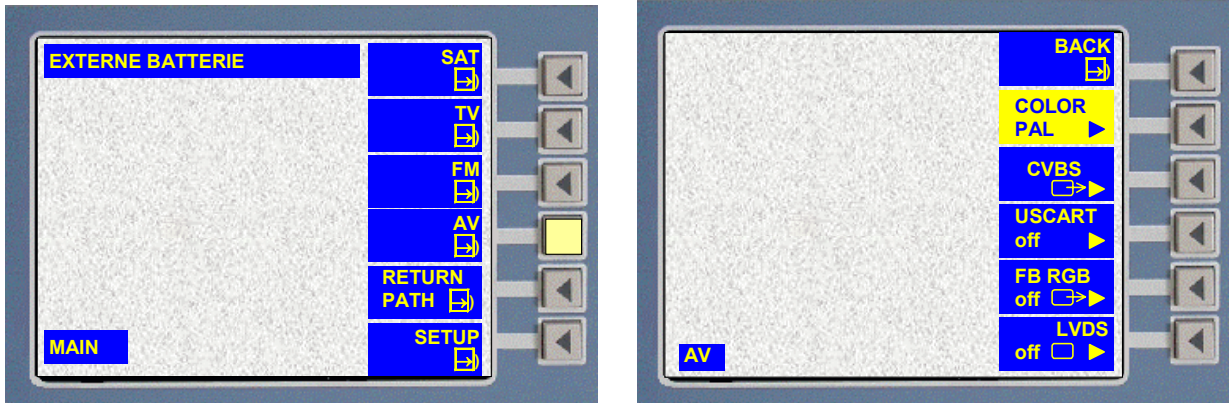 EXTERNE BATTERIE
SAT
TV
FM
AV
RETURN
PATH
SETUP
MAIN
BACK
COLOR
PAL
CVBS
USCART
off
FB RGB
off
LVDS
off
AV